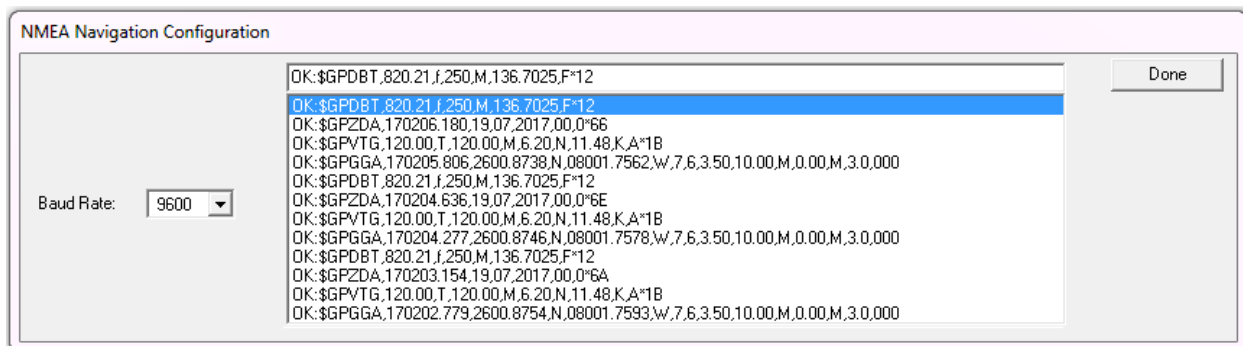 NMEA Navigation Configuration
OK:$GPDBT,820.21,f,250,M,136.7025,F*12
Done
OK:$GPDBT,820.21,f,250,M,136.7025,F*12
OK:$GPZDA,170206.180,19,07,2017,00,0*66
OK:$GPVTG,120.00,T,120.00,M,6.20,N,11.48,K,A*1B
OK:$GPGGA,170205.806,2600.8738,N,08001.7562,W,7,6,3.50,10.00,M,0.00,M,3.0,000
OK:$GPDBT,820.21,f,250,M,136.7025,F*12
Baud Rate: 9600
OK:$GPZDA,170204.636,19,07,2017,00,0*6E
OK:$GPVTG,120.00,T,120.00,M,6.20,N,11.48,K,A*1B
OK:$GPGGA,170204.277,2600.8746,N,08001.7578,W,7,6,3.50,10.00,M,0.00,M,3.0,000
OK:$GPDBT,820.21,f,250,M,136.7025,F*12
OK:$GPZDA,170203.154,19,07,2017,00,0*6A
OK:$GPVTG,120.00,T,120.00,M,6.20,N,11.48,K,A*1B
OK:$GPGGA,170202.779,2600.8754,N,08001.7593,W,7,6,3.50,10.00,M,0.00,M,3.0,000